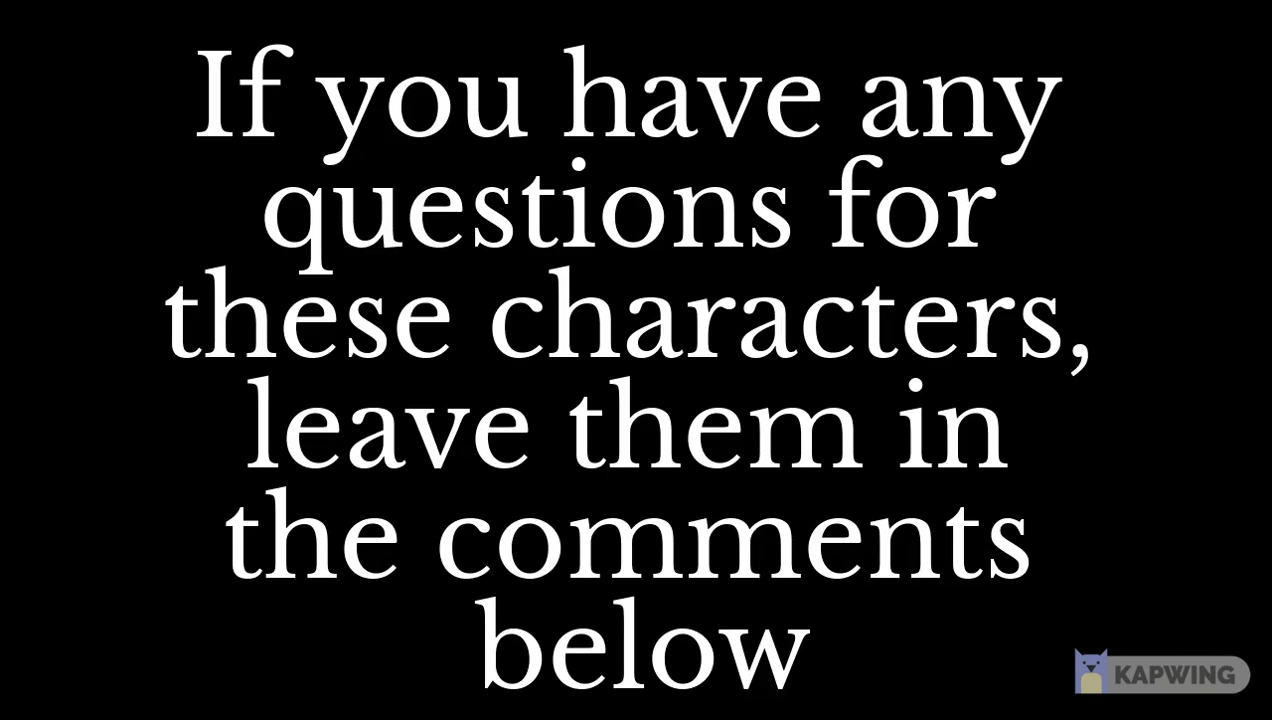 If you have any
questions for
these characters,
leave them in
the comments
below
KAPWING